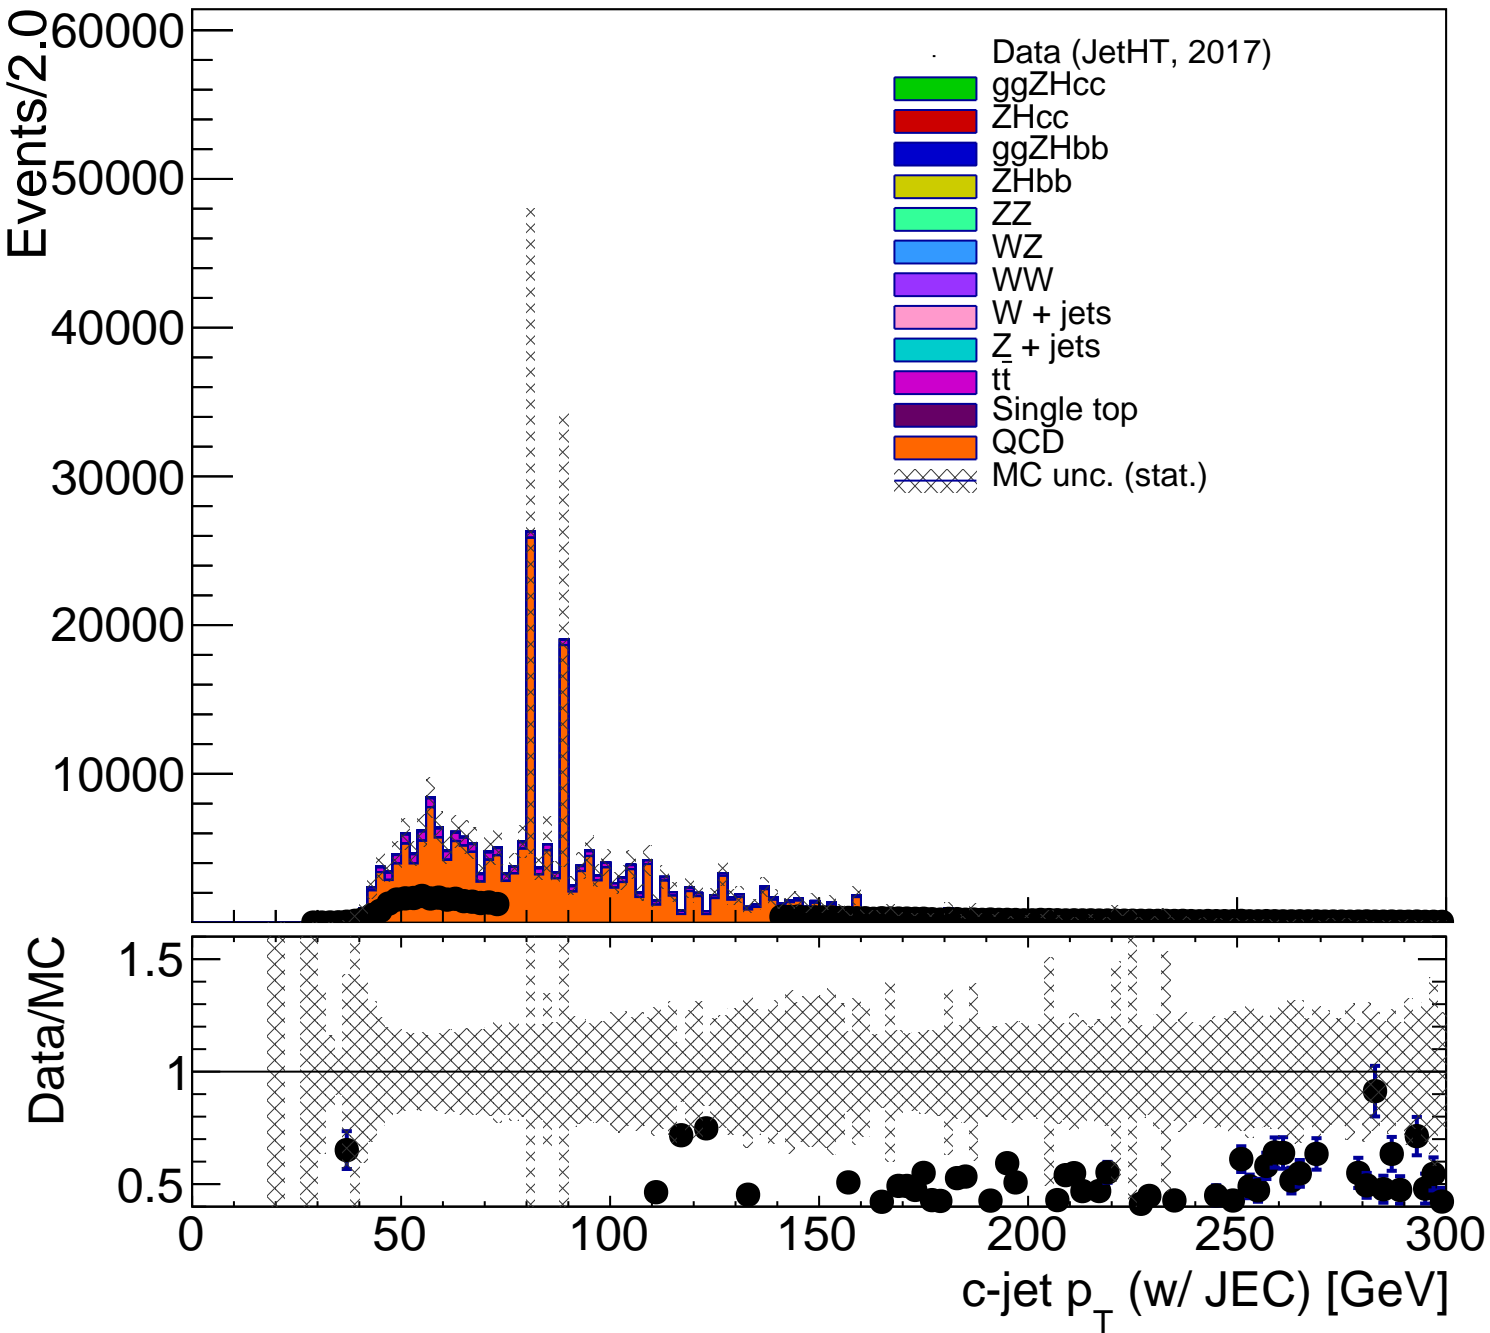 Events/2.0
60000
50000
40000
30000
20000
10000
Data (JetHT, 2017)
ggZHcc
ZHcc
ggZHbb
ZHbb
ZZ
WZ
WW
W + jets
Z + jets
tt̄
Single top
QCD
MC unc. (stat.)
Data/MC
1.5
1
0.5
0 50 100 150 200 250 300
c-jet p_T (w/ JEC) [GeV]